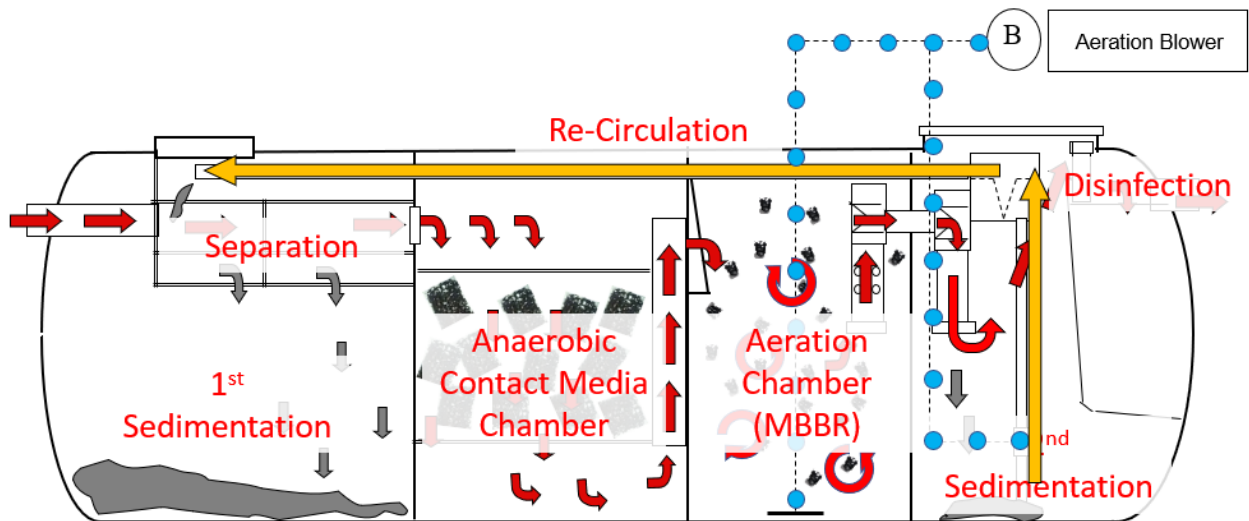 B
Aeration Blower
Re-Circulation
Disinfection
Separation
1st
Sedimentation
Anaerobic
Contact Media
Chamber
Aeration
Chamber
(MBBR)
nd
Sedimentation